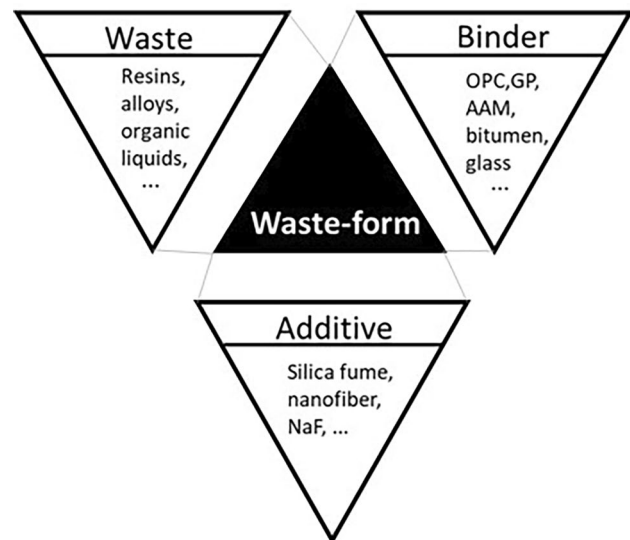 Waste
Resins,
alloys,
organic
liquids,
...
Binder
OPC,GP,
AAM,
bitumen,
glass
...
Waste-form
Additive
Silica fume,
nanofiber,
NaF, ...